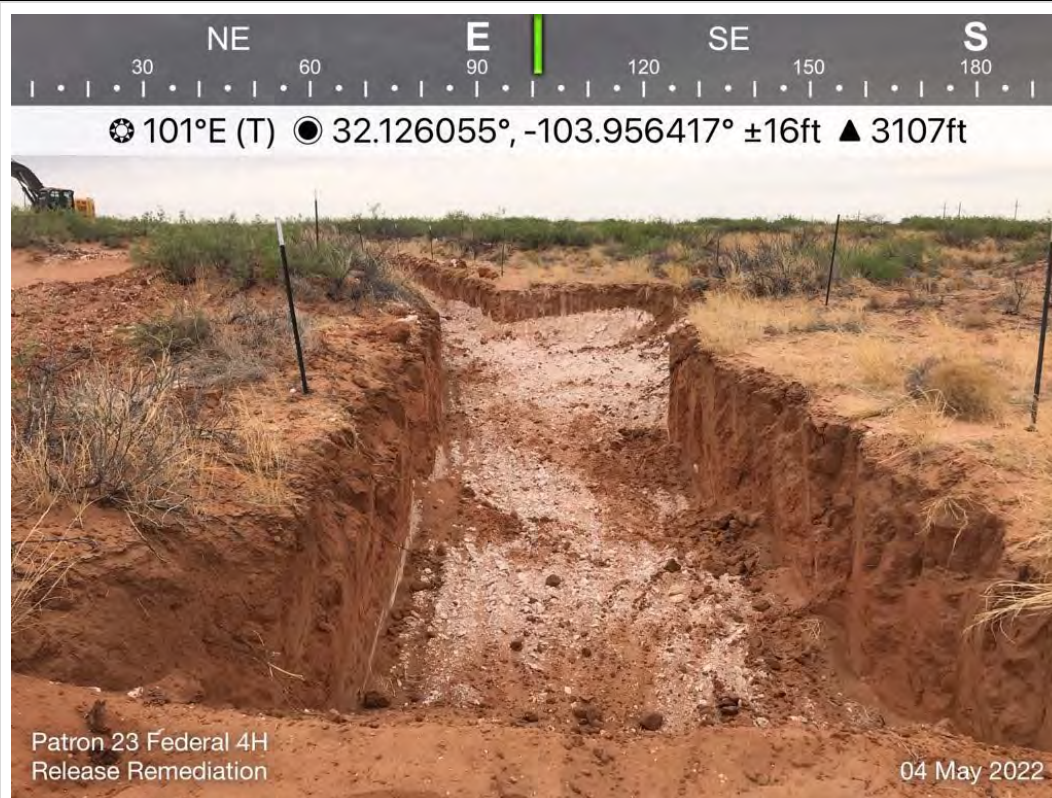 NE E SE S
30 60 90 120 150 180
101°E (T) 32.126055°, -103.956417° ±16ft ▲ 3107ft
Patron 23 Federal 4H
Release Remediation
04 May 2022